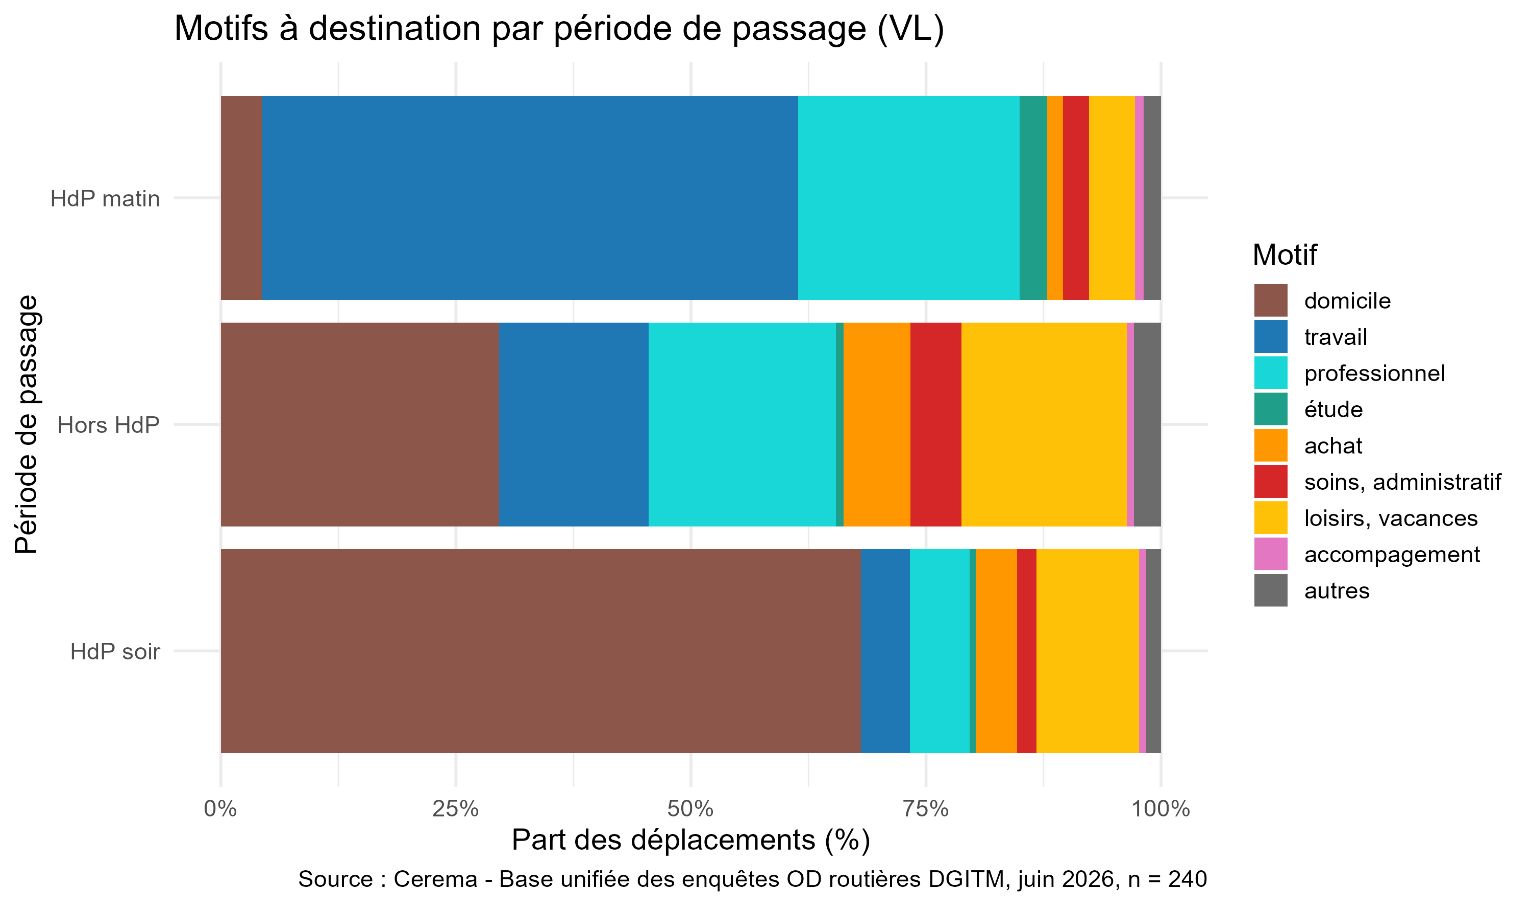 Motifs à destination par période de passage (VL)
HdP matin
Hors HdP
HdP soir
Période de passage
0%
25%
50%
75%
100%
Part des déplacements (%)
Motif
domicile
travail
professionnel
étude
achat
soins, administratif
loisirs, vacances
accompagement
autres
Source : Cerema - Base unifiée des enquêtes OD routières DGITM, juin 2026, n = 240